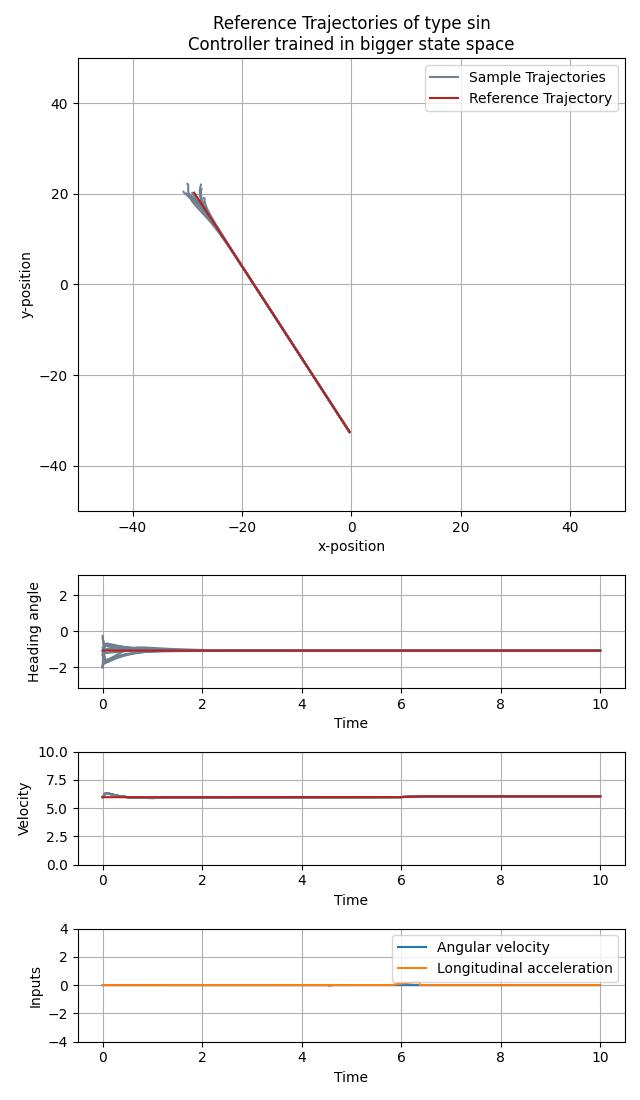 Reference Trajectories of type sin
Controller trained in bigger state space
Sample Trajectories
Reference Trajectory
40
20
0
−20
−40
y-position
−40 −20 0 20 40
x-position
2
0
−2
Heading angle
0 2 4 6 8 10
Time
10.0
7.5
5.0
2.5
0.0
Velocity
0 2 4 6 8 10
Time
Angular velocity
Longitudinal acceleration
4
2
0
−2
−4
Inputs
0 2 4 6 8 10
Time